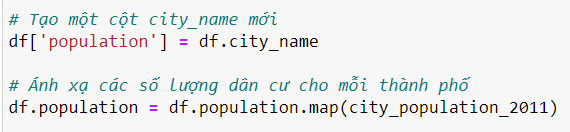 # Tạo một cột city_name mới
df['population'] = df.city_name
# Ánh xạ các số lượng dân cư cho mỗi thành phố
df.population = df.population.map(city_population_2011)